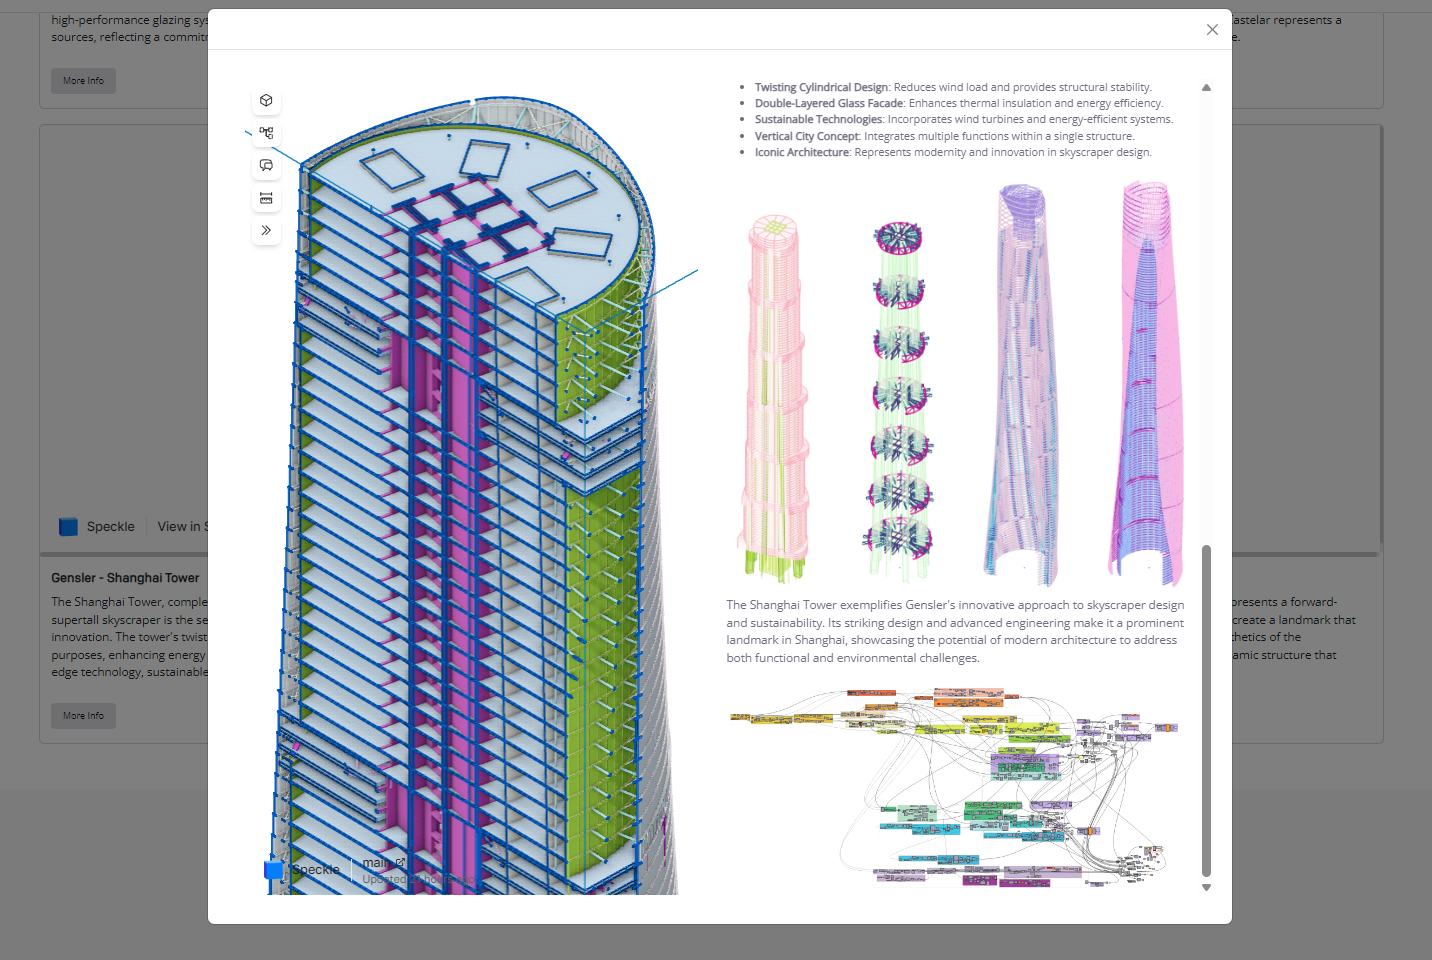 high-performance glazing sys
sources, reflecting a commitm
More Info
astelar represents a
e.
Twisting Cylindrical Design: Reduces wind load and provides structural stability.
Double-Layered Glass Facade: Enhances thermal insulation and energy efficiency.
Sustainable Technologies: Incorporates wind turbines and energy-efficient systems.
Vertical City Concept: Integrates multiple functions within a single structure.
Iconic Architecture: Represents modernity and innovation in skyscraper design.
Speckle
View in S
Gensler - Shanghai Tower
The Shanghai Tower, comple
supertall skyscraper is the se
innovation. The tower's twist
purposes, enhancing energy
edge technology, sustainable
More Info
The Shanghai Tower exemplifies Gensler's innovative approach to skyscraper design
and sustainability. Its striking design and advanced engineering make it a prominent
landmark in Shanghai, showcasing the potential of modern architecture to address
both functional and environmental challenges.
presents a forward-
create a landmark that
thetics of the
amic structure that
Speckle
main
Updated